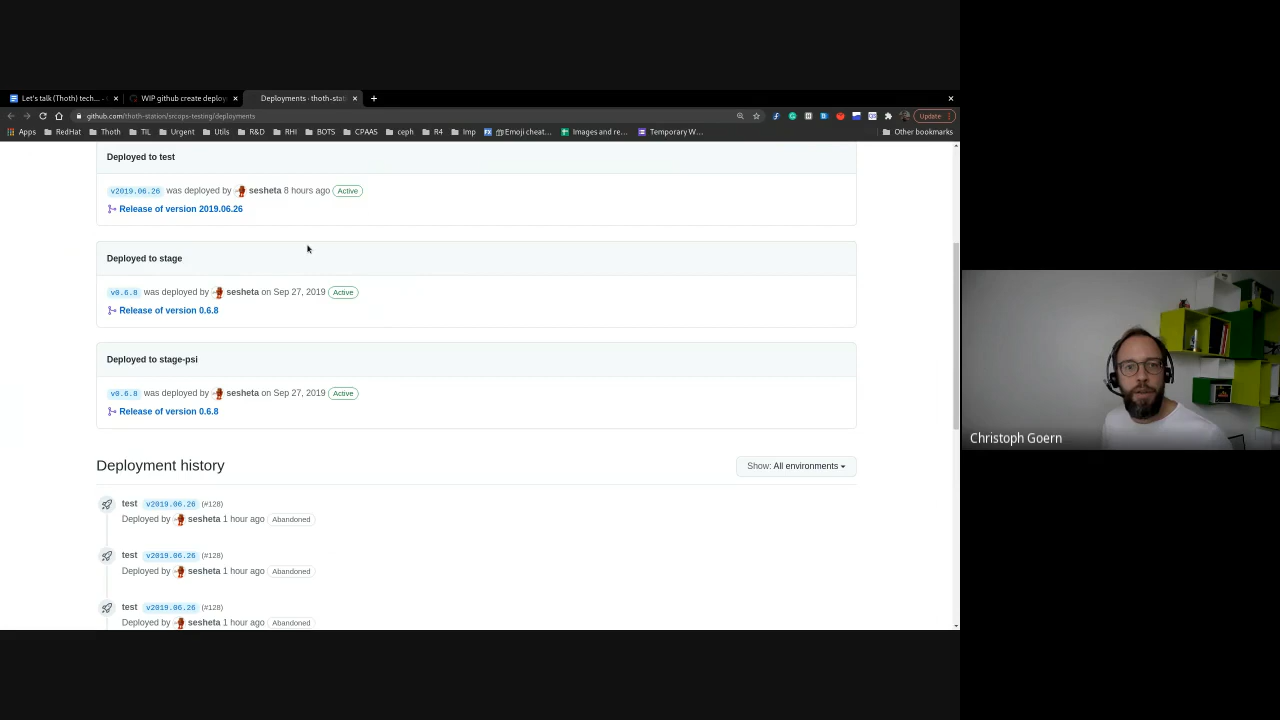 Let's talk (Thoth) tech... -
WIP github create deploy
Deployments · thoth-stati
github.com/thoth-station/srcops-testing/deployments
Update
Apps RedHat Thoth TIL Urgent Utils R&D RHI BOTS CPAAS ceph R4 Imp Emoji cheat... Images and re... Temporary W... Other bookmarks
Deployed to test
v2019.06.26 was deployed by sesheta 8 hours ago Active
Release of version 2019.06.26
Deployed to stage
v0.6.8 was deployed by sesheta on Sep 27, 2019 Active
Release of version 0.6.8
Deployed to stage-psi
v0.6.8 was deployed by sesheta on Sep 27, 2019 Active
Release of version 0.6.8
Deployment history
Show: All environments
test v2019.06.26 (#128)
Deployed by sesheta 1 hour ago Abandoned
test v2019.06.26 (#128)
Deployed by sesheta 1 hour ago Abandoned
test v2019.06.26 (#128)
Deployed by sesheta 1 hour ago Abandoned
Christoph Goern